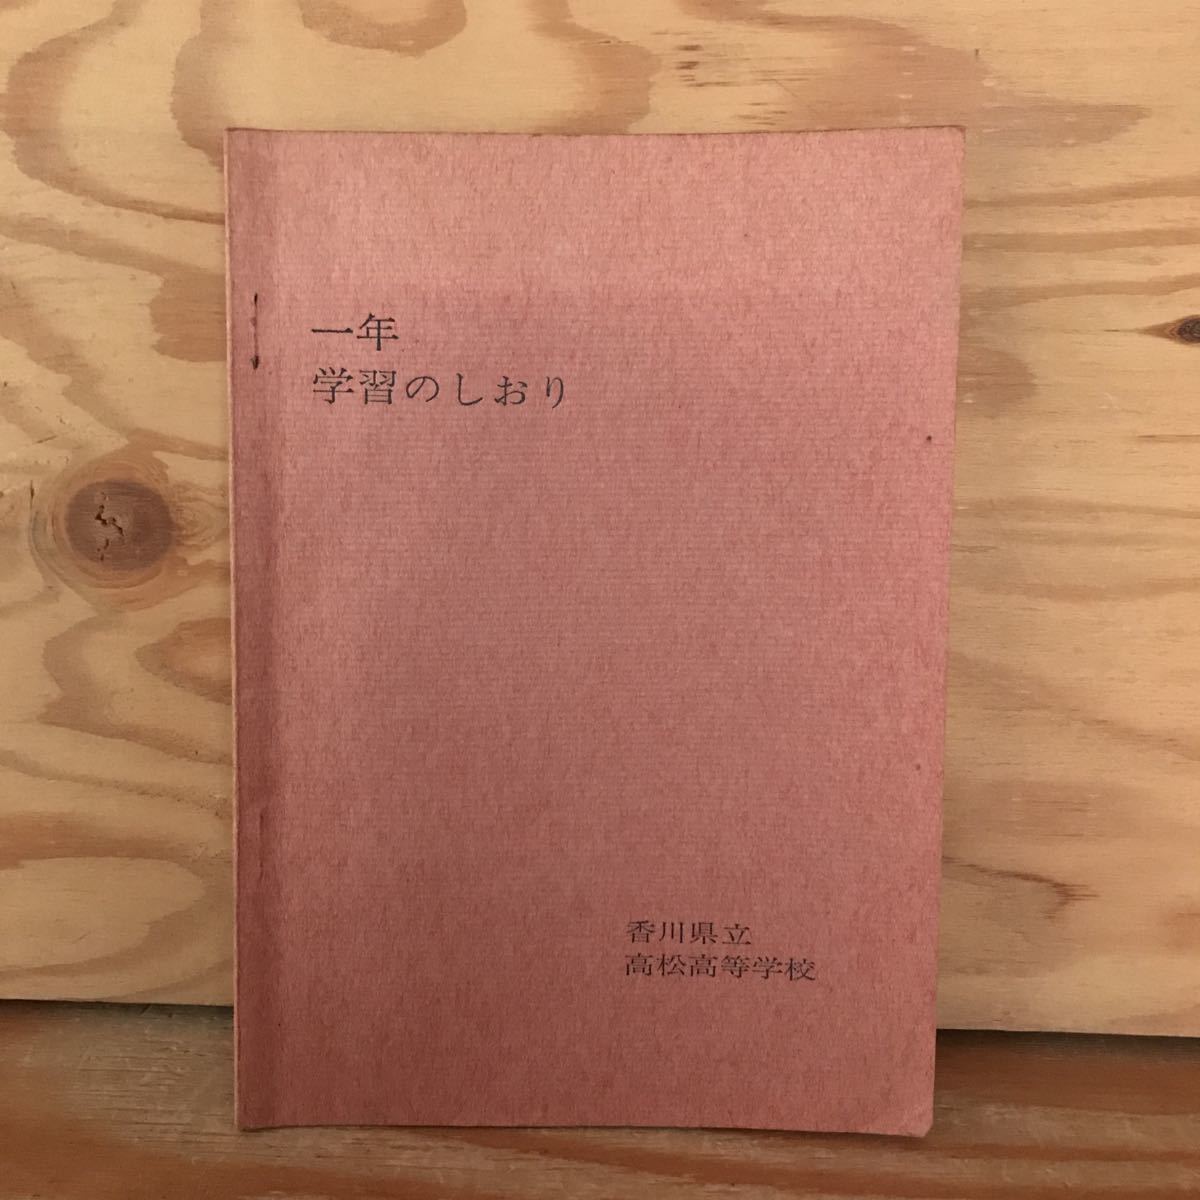 一年
学習のしおり
香川県立
高松高等学校